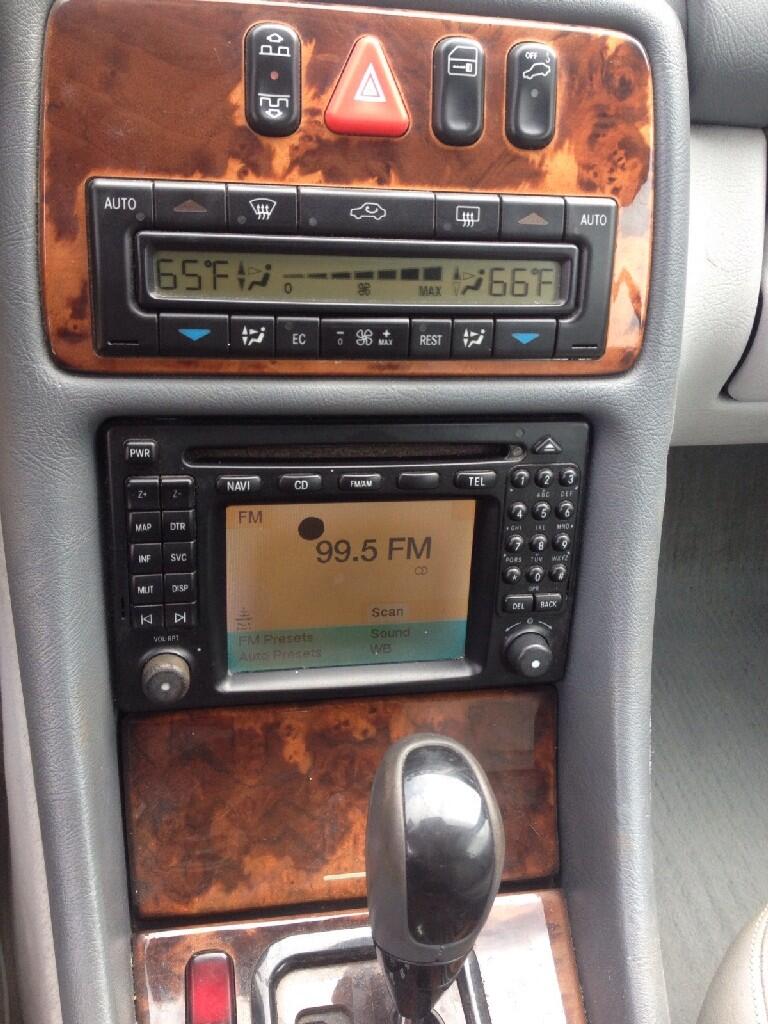 OFF
AUTO
AUTO
65°F
0
MAX
66°F
EC
- 0
+ MAX
REST
PWR
NAVI
CD
FM/AM
TEL
Z+
Z-
MAP
DTR
INF
SVC
MUT
DISP
1
2
3
ABC
DEF
4
5
6
GHI
JKL
MNO
7
8
9
PQRS
TUV
WXYZ
*
0
#
DEL
BACK
FM
99.5 FM
Scan
FM Presets
Sound
Auto Presets
WB
VOL